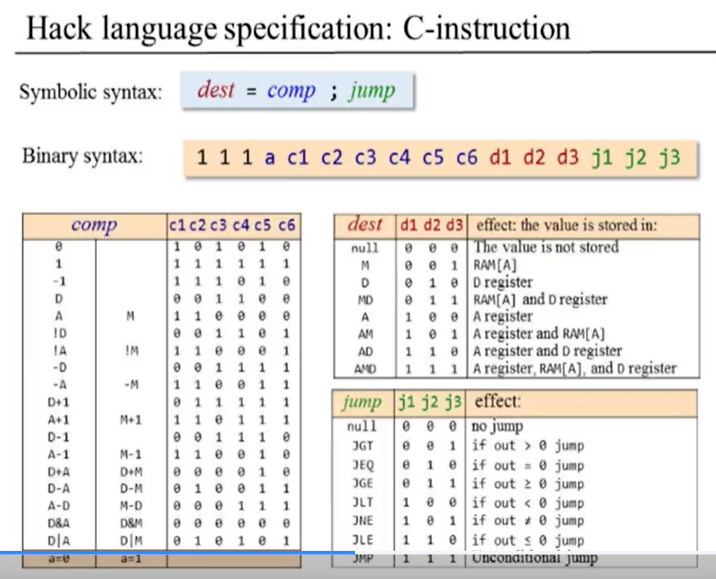 Hack language specification: C-instruction
Symbolic syntax: dest = comp ; jump
Binary syntax: 1 1 1 a c1 c2 c3 c4 c5 c6 d1 d2 d3 j1 j2 j3
comp c1 c2 c3 c4 c5 c6
0 1 0 1 0 1 0
1 1 1 1 1 1 1
-1 1 1 1 0 1 0
D 0 0 1 1 0 0
A M 1 1 0 0 0 0
!D 0 0 1 1 0 1
!A !M 1 1 0 0 0 1
-D 0 0 1 1 1 1
-A -M 1 1 0 0 1 1
D+1 0 1 1 1 1 1
A+1 M+1 1 1 0 1 1 1
D-1 0 0 1 1 1 0
A-1 M-1 1 1 0 0 1 0
D+A D+M 0 0 0 0 1 0
D-A D-M 0 1 0 0 1 1
A-D M-D 0 0 0 1 1 1
D&A D&M 0 0 0 0 0 0
D|A D|M 0 1 0 1 0 1
a=0 a=1
dest d1 d2 d3 effect: the value is stored in:
null 0 0 0 The value is not stored
M 0 0 1 RAM[A]
D 0 1 0 D register
MD 0 1 1 RAM[A] and D register
A 1 0 0 A register
AM 1 0 1 A register and RAM[A]
AD 1 1 0 A register and D register
AMD 1 1 1 A register, RAM[A], and D register
jump j1 j2 j3 effect:
null 0 0 0 no jump
JGT 0 0 1 if out > 0 jump
JEQ 0 1 0 if out = 0 jump
JGE 0 1 1 if out ≥ 0 jump
JLT 1 0 0 if out < 0 jump
JNE 1 0 1 if out ≠ 0 jump
JLE 1 1 0 if out ≤ 0 jump
JMP 1 1 1 Unconditional jump